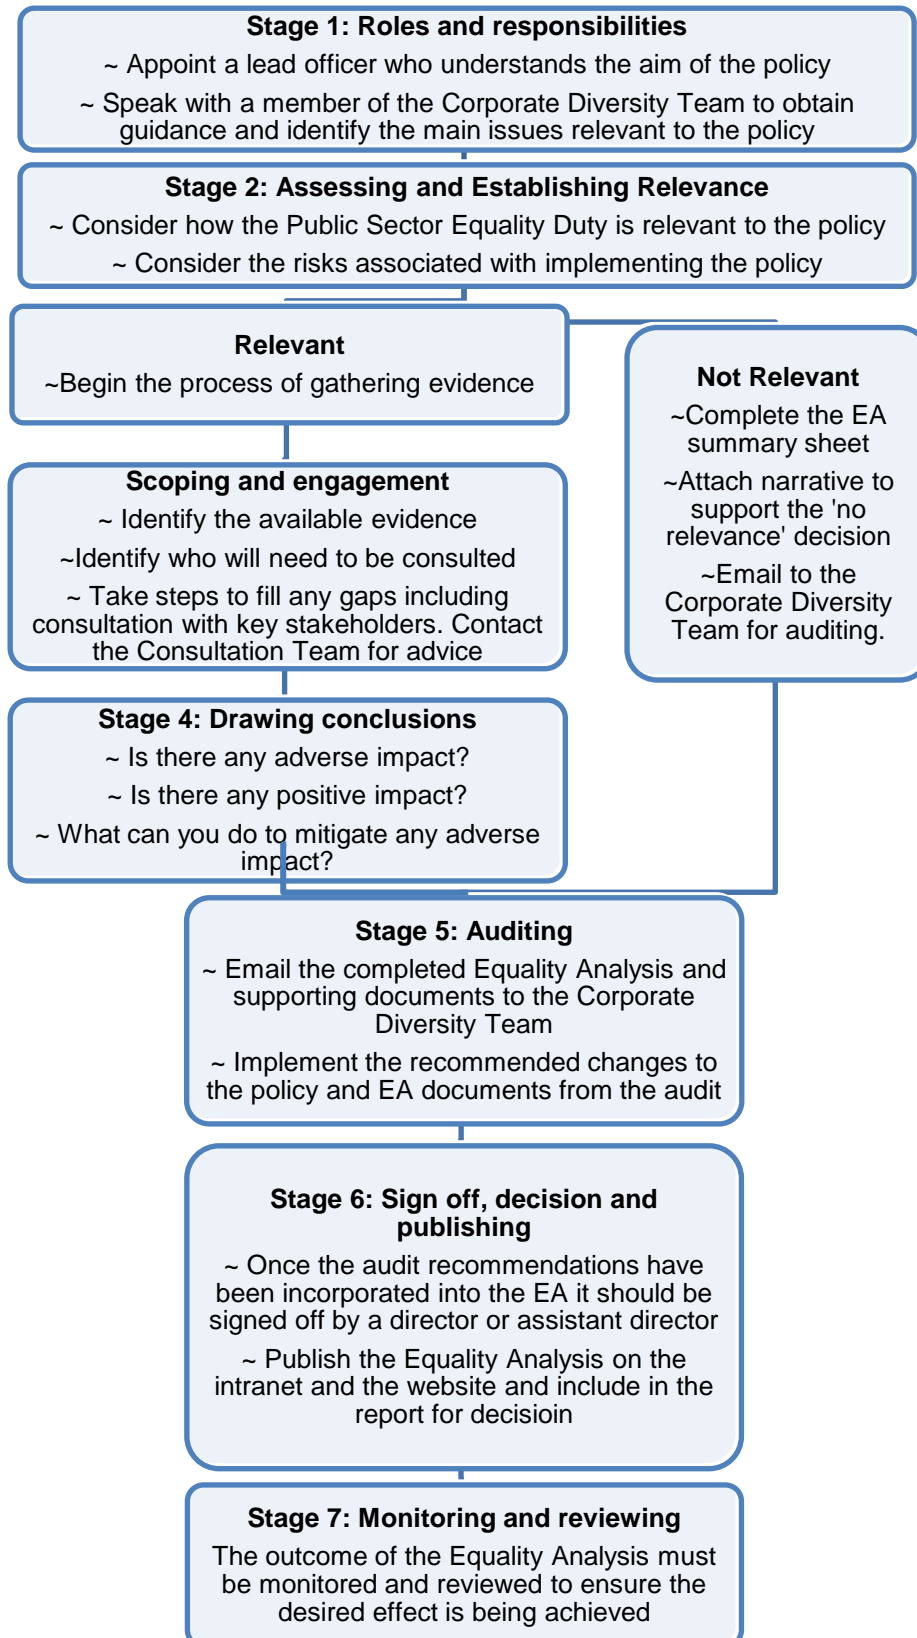 Stage 1: Roles and responsibilities
~ Appoint a lead officer who understands the aim of the policy
~ Speak with a member of the Corporate Diversity Team to obtain
guidance and identify the main issues relevant to the policy
Stage 2: Assessing and Establishing Relevance
~ Consider how the Public Sector Equality Duty is relevant to the policy
~ Consider the risks associated with implementing the policy
Relevant
~Begin the process of gathering evidence
Not Relevant
~Complete the EA
summary sheet
~Attach narrative to
support the 'no
relevance' decision
~Email to the
Corporate Diversity
Team for auditing.
Scoping and engagement
~ Identify the available evidence
~Identify who will need to be consulted
~ Take steps to fill any gaps including
consultation with key stakeholders. Contact
the Consultation Team for advice
Stage 4: Drawing conclusions
~ Is there any adverse impact?
~ Is there any positive impact?
~ What can you do to mitigate any adverse
impact?
Stage 5: Auditing
~ Email the completed Equality Analysis and
supporting documents to the Corporate
Diversity Team
~ Implement the recommended changes to
the policy and EA documents from the audit
Stage 6: Sign off, decision and
publishing
~ Once the audit recommendations have
been incorporated into the EA it should be
signed off by a director or assistant director
~ Publish the Equality Analysis on the
intranet and the website and include in the
report for decisioin
Stage 7: Monitoring and reviewing
The outcome of the Equality Analysis must
be monitored and reviewed to ensure the
desired effect is being achieved